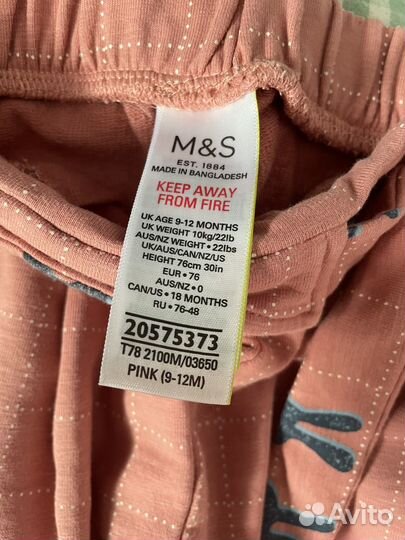 M&S
EST. 1884
MADE IN BANGLADESH
KEEP AWAY
FROM FIRE
UK AGE 9-12 MONTHS
UK WEIGHT 10kg/22lb
AUS/NZ WEIGHT • 22lbs
UK/AUS/CAN/NZ/US
HEIGHT 76cm 30in
EUR • 76
AUS/NZ • 0
CAN/US • 18 MONTHS
RU • 76-48
20575373
T78 2100M/03650
PINK (9-12M)
Avito